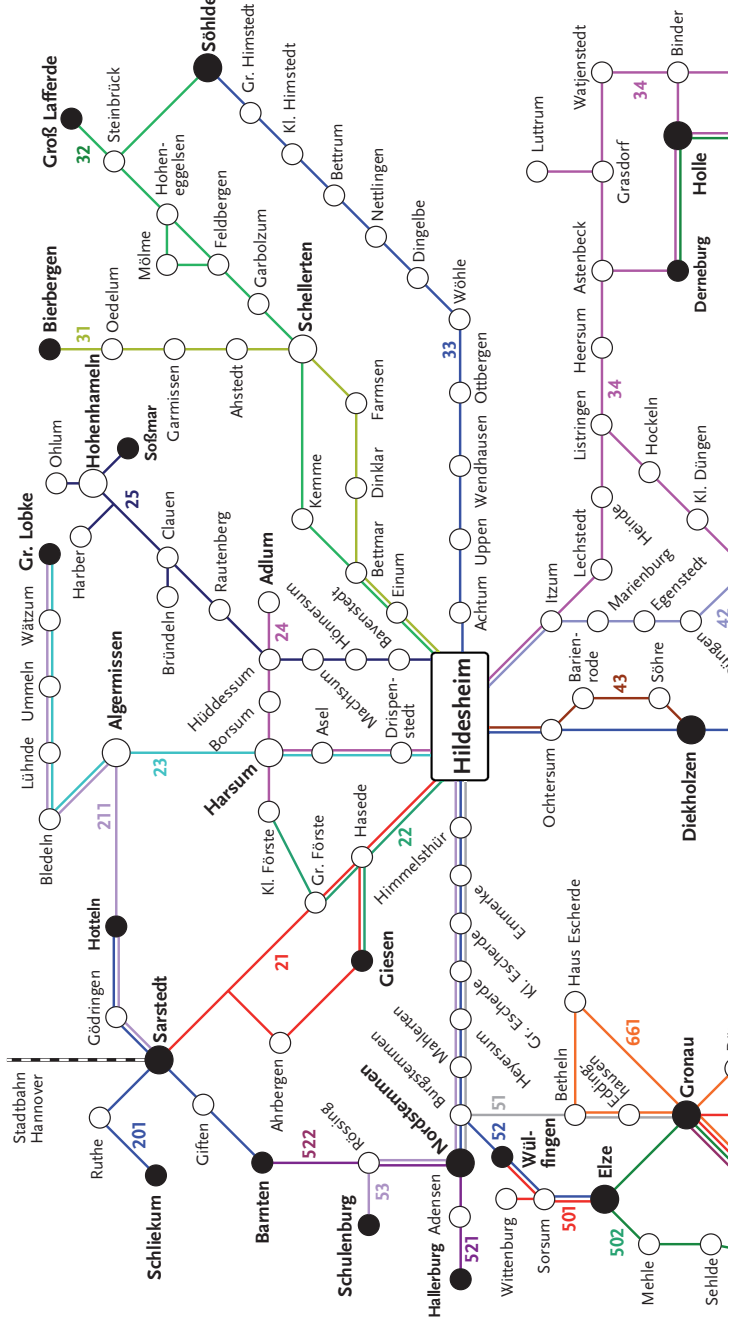 Söhlde
Groß Lafferde
Steinbrück
32
Gr. Himstedt
Kl. Himstedt
Bettrum
Nettlingen
Dingelbe
Wöhle
33
Hohen-
eggelsen
Mölme
Feldbergen
Garbolzum
Schellerten
Bierbergen
31
Oedelum
Garmissen
Ahstedt
Farmsen
Dinklar
Kemme
Bettmar
Einum
Ottbergen
Wendhausen
Uppen
Achtum
Ohlum
Hohenhameln
Soßmar
25
Harber
Clauen
Bründeln
Rautenberg
Adlum
24
Hüddessum
Hönnersum
Machtsum
Bavenstedt
Gr. Lobke
Wätzum
Ummeln
Lühnde
Bledeln
Algermissen
23
211
Borsum
Harsum
Asel
Drispen-
stedt
Kl. Förste
Gr. Förste
Hasede
22
21
Giesen
Hildesheim
Himmelsthür
Emmerke
Kl. Escherde
Gr. Escherde
Heyersum
Mahlerten
Burgstemmen
Nordstemmen
Hotteln
Gödringen
Sarstedt
Stadtbahn
Hannover
Ruthe
201
Schliekum
Giften
Ahrbergen
Barnten
522
Rössing
53
Schulenburg
Adensen
521
Hallerburg
51
52
Wül-
fingen
Wittenburg
Sorsum
501
Elze
502
Mehle
Sehlde
Betheln
Edding-
hausen
Haus Escherde
661
Gronau
Ochtersum
Barien-
rode
43
Söhre
Diekholzen
Itzum
Marienburg
Egenstedt
42
Lechstedt
Heinde
Listringen
Hockeln
Kl. Düngen
34
Heersum
Astenbeck
Grasdorf
Luttrum
Watjenstedt
34
Binder
Holle
Derneburg